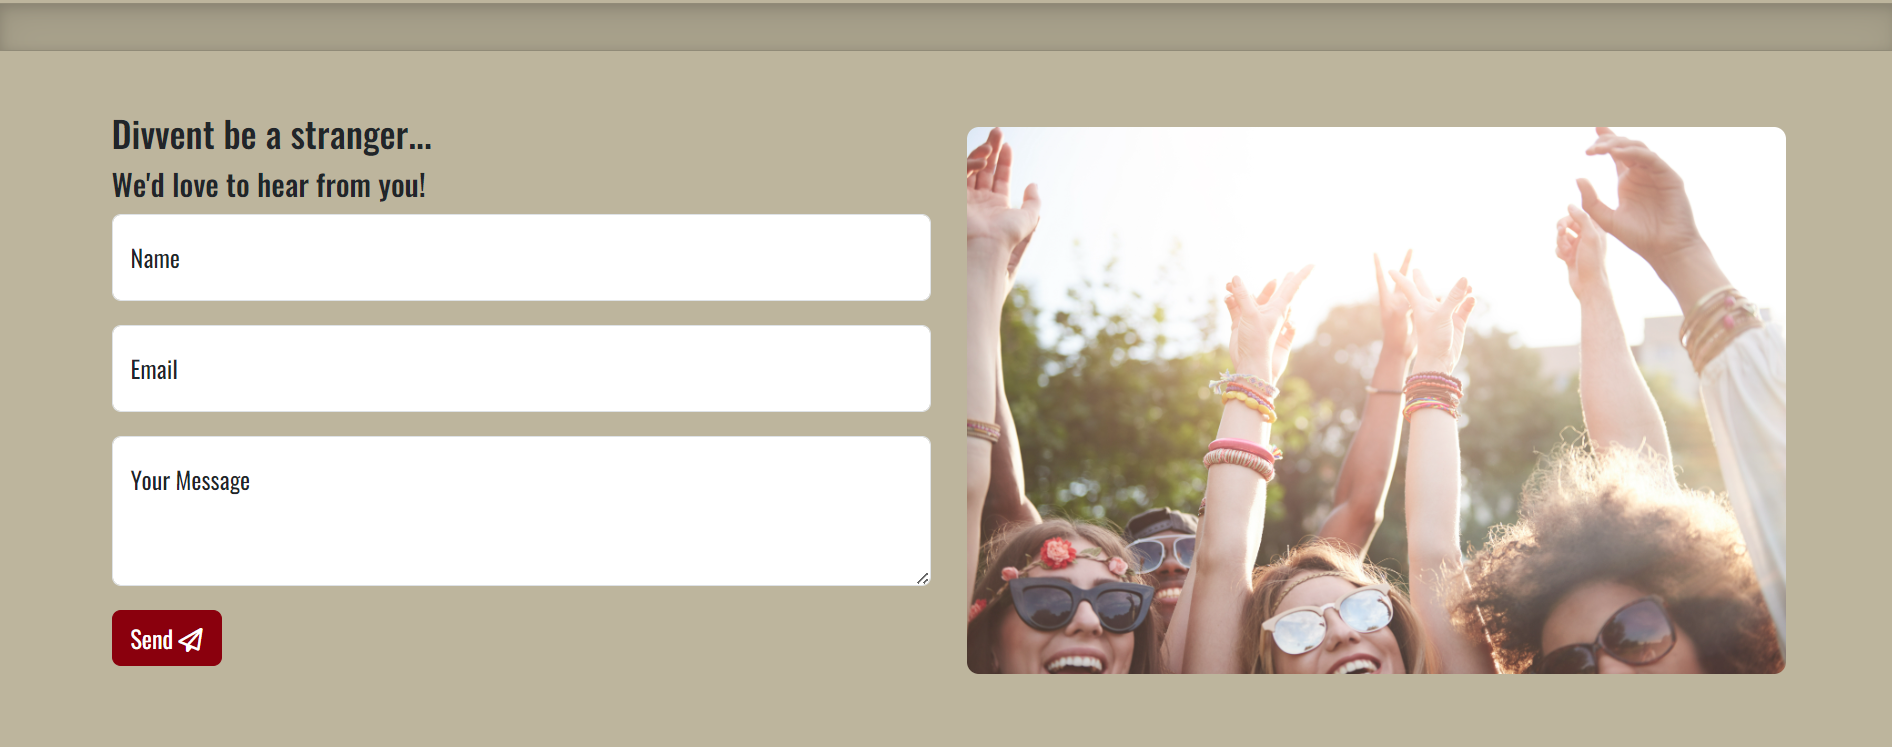 Divvent be a stranger...
We'd love to hear from you!
Name
Email
Your Message
Send